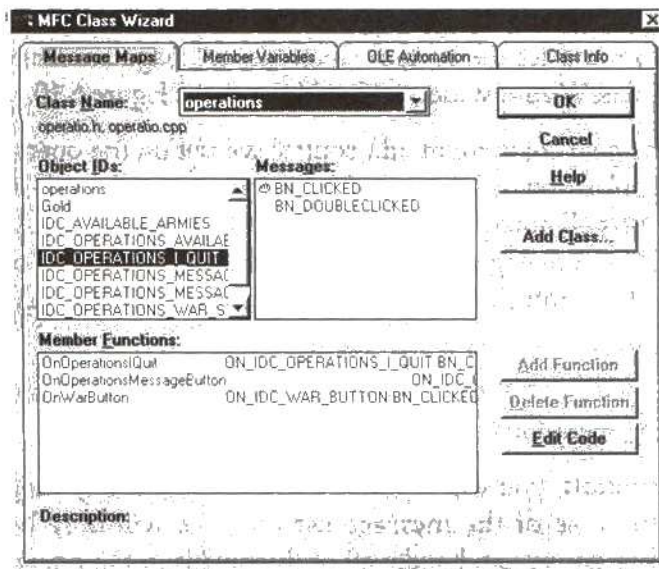 MFC Class Wizard
Message Maps
Member Variables
OLE Automation
Class Info
Class Name:
operations
OK
operatio.h, operatio.cpp
Cancel
Object IDs:
Messages:
Help
operations
Gold
IDC_AVAILABLE_ARMIES
IDC_OPERATIONS_AVAILAE
IDC_OPERATIONS_I_QUIT
IDC_OPERATIONS_MESSAC
IDC_OPERATIONS_MESSAC
IDC_OPERATIONS_WAR_S
BN_CLICKED
BN_DOUBLECLICKED
Add Class...
Member Functions:
OnOperationsIQuit ON_IDC_OPERATIONS_I_QUIT:BN_C
OnOperationsMessageButton ON_IDC_
OnWarButton ON_IDC_WAR_BUTTON:BN_CLICKED
Add Function
Delete Function
Edit Code
Description: